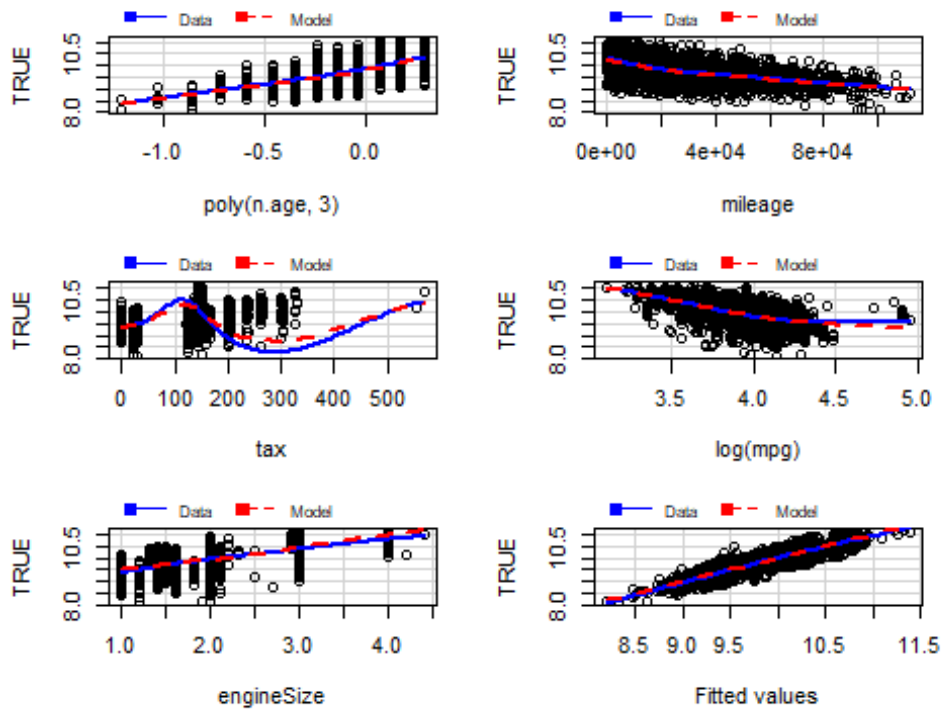 Data Model
TRUE
10.5
8.0
-1.0 -0.5 0.0
poly(n.age, 3)
Data Model
TRUE
10.5
8.0
0e+00 4e+04 8e+04
mileage
Data Model
TRUE
10.5
8.0
0 100 200 300 400 500
tax
Data Model
TRUE
10.5
8.0
3.5 4.0 4.5 5.0
log(mpg)
Data Model
TRUE
10.5
8.0
1.0 2.0 3.0 4.0
engineSize
Data Model
TRUE
10.5
8.0
8.5 9.0 9.5 10.5 11.5
Fitted values